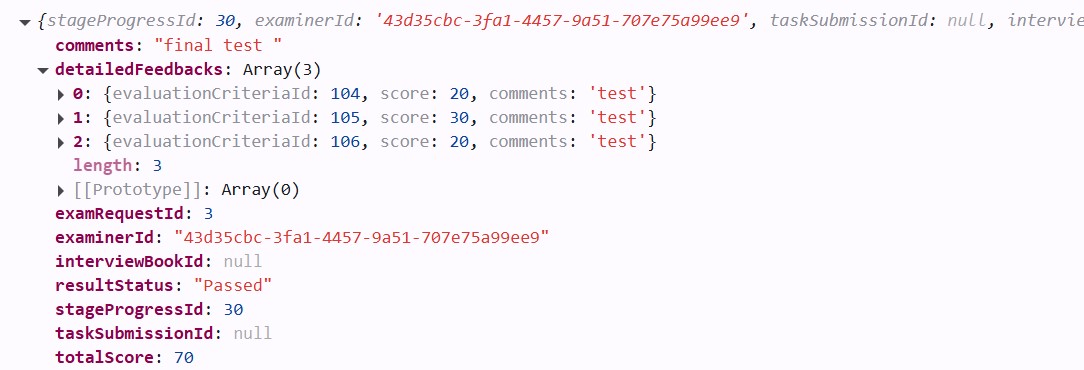 {stageProgressId: 30, examinerId: '43d35cbc-3fa1-4457-9a51-707e75a99ee9', taskSubmissionId: null, intervie
comments: "final test "
detailedFeedbacks: Array(3)
0: {evaluationCriteriaId: 104, score: 20, comments: 'test'}
1: {evaluationCriteriaId: 105, score: 30, comments: 'test'}
2: {evaluationCriteriaId: 106, score: 20, comments: 'test'}
length: 3
[[Prototype]]: Array(0)
examRequestId: 3
examinerId: "43d35cbc-3fa1-4457-9a51-707e75a99ee9"
interviewBookId: null
resultStatus: "Passed"
stageProgressId: 30
taskSubmissionId: null
totalScore: 70